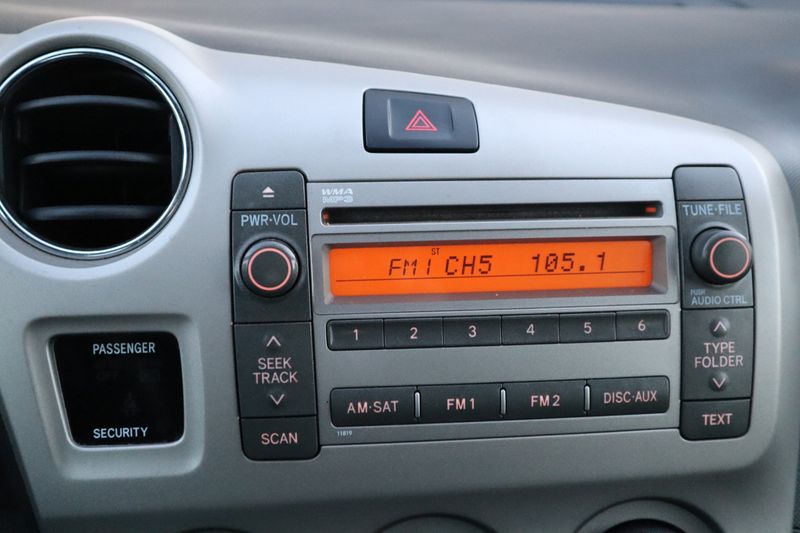 WMA
MP3
PWR·VOL
TUNE·FILE
ST
FM1 CH5 105.1
PUSH
AUDIO CTRL
1 2 3 4 5 6
SEEK
TRACK
TYPE
FOLDER
PASSENGER
SECURITY
AM·SAT FM1 FM2 DISC·AUX
SCAN
11819
TEXT